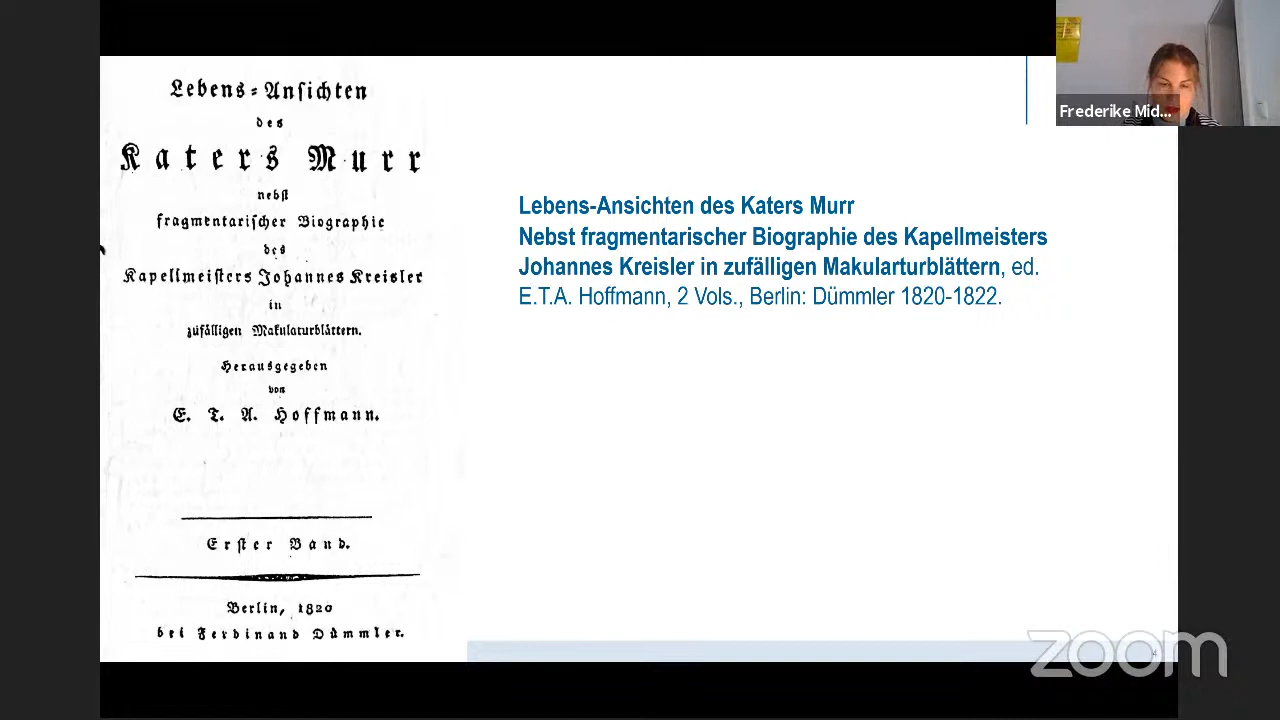 Lebens-Ansichten
des
Katers Murr
nebst
fragmentarischer Biographie
des
Kapellmeisters Johannes Kreisler
in
zufälligen Makulaturblättern.
Herausgegeben
von
E. T. A. Hoffmann.
Erster Band.
Berlin, 1820
bei Ferdinand Dümmler.
Lebens-Ansichten des Katers Murr
Nebst fragmentarischer Biographie des Kapellmeisters
Johannes Kreisler in zufälligen Makularturblättern, ed.
E.T.A. Hoffmann, 2 Vols., Berlin: Dümmler 1820-1822.
Frederike Mid...
4
zoom